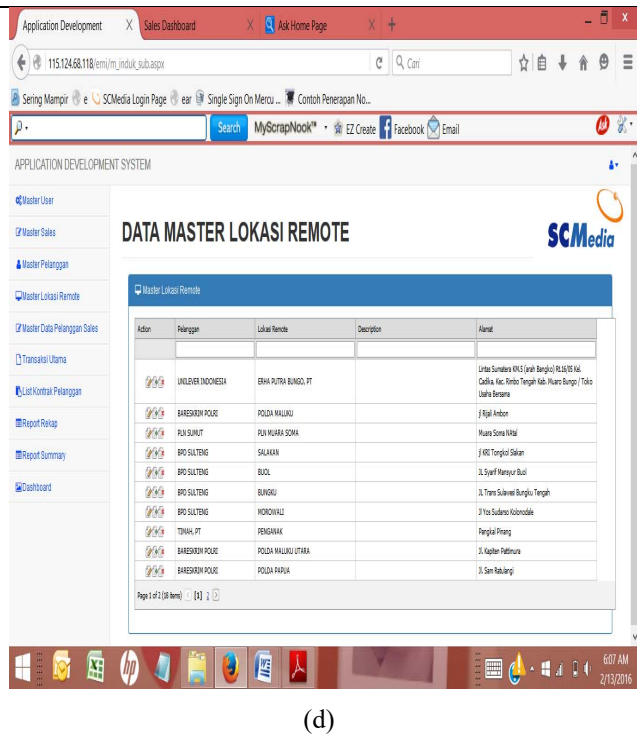 Application Development
Sales Dashboard
Ask Home Page
115.124.68.118/emi/m_induk_sub.aspx
Cari
Sering Mampir e SCMedia Login Page ear Single Sign On Mercu ... Contoh Penerapan No...
Search MyScrapNook™ EZ Create Facebook Email
APPLICATION DEVELOPMENT SYSTEM
Master User
Master Sales
Master Pelanggan
Master Lokasi Remote
Master Data Pelanggan Sales
Transaksi Utama
List Kontrak Pelanggan
Report Rekap
Report Summary
Dashboard
DATA MASTER LOKASI REMOTE
SCMedia
Master Lokasi Remote
Action Pelanggan Lokasi Remote Description Alamat
UNILEVER INDONESIA ERHA PUTRA BUNGO, PT Lintas Sumatera KM.5 (arah Bangko) Rt.16/05 Kel.
Cadika, Kec. Rimbo Tengah Kab. Muaro Bungo / Toko
Usaha Bersama
BARESKRIM POLRI POLDA MALUKU jl Rijali Ambon
PLN SUMUT PLN MUARA SOMA Muara Soma NAtal
BPD SULTENG SALAKAN jl KRI Tongkol Slakan
BPD SULTENG BUOL JL Syarif Mansyur Buol
BPD SULTENG BUNGKU JL Trans Sulawesi Bungku Tengah
BPD SULTENG MOROWALI Jl Yos Sudarso Kolonodale
TIMAH, PT PENGANAK Pangkal Pinang
BARESKRIM POLRI POLDA MALUKU UTARA Jl. Kapiten Pattimura
BARESKRIM POLRI POLDA PAPUA Jl. Sam Ratulangi
Page 1 of 2 (18 items) [1] 2
6:07 AM
2/13/2016
(d)